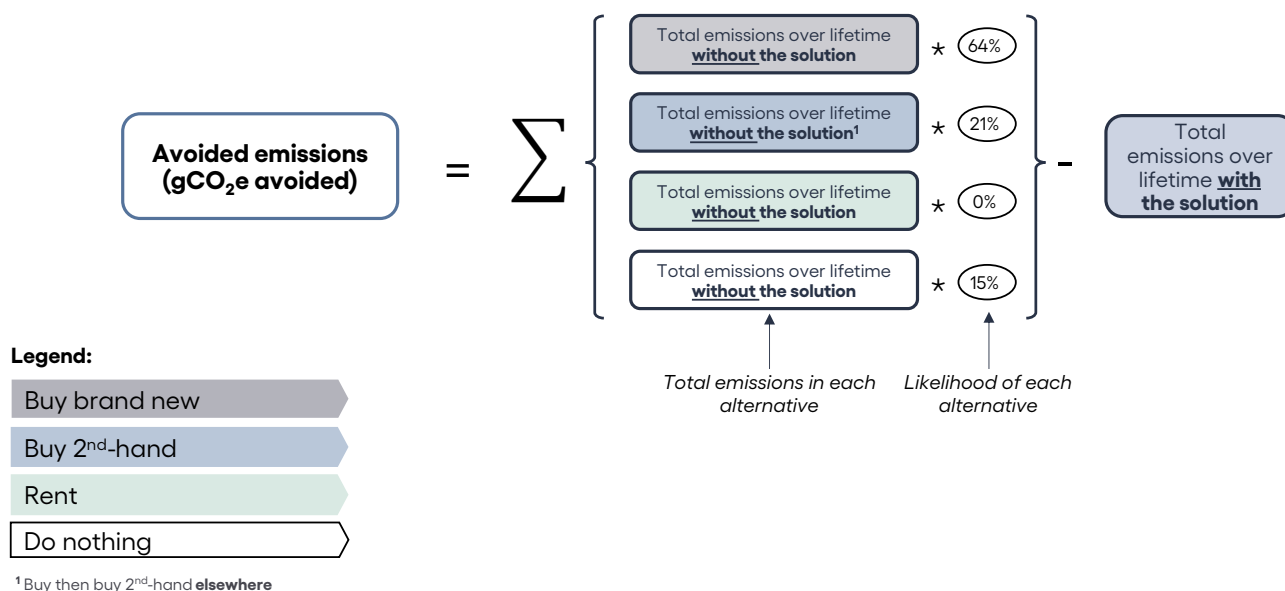 Total emissions over lifetime
without the solution
* 64%
Total emissions over lifetime
without the solution¹
* 21%
Avoided emissions
(gCO₂e avoided)
=
∑
-
Total
emissions over
lifetime with
the solution
Total emissions over lifetime
without the solution
* 0%
Total emissions over lifetime
without the solution
* 15%
Total emissions in each
alternative
Likelihood of each
alternative
Legend:
Buy brand new
Buy 2ⁿᵈ-hand
Rent
Do nothing
¹ Buy then buy 2ⁿᵈ-hand elsewhere